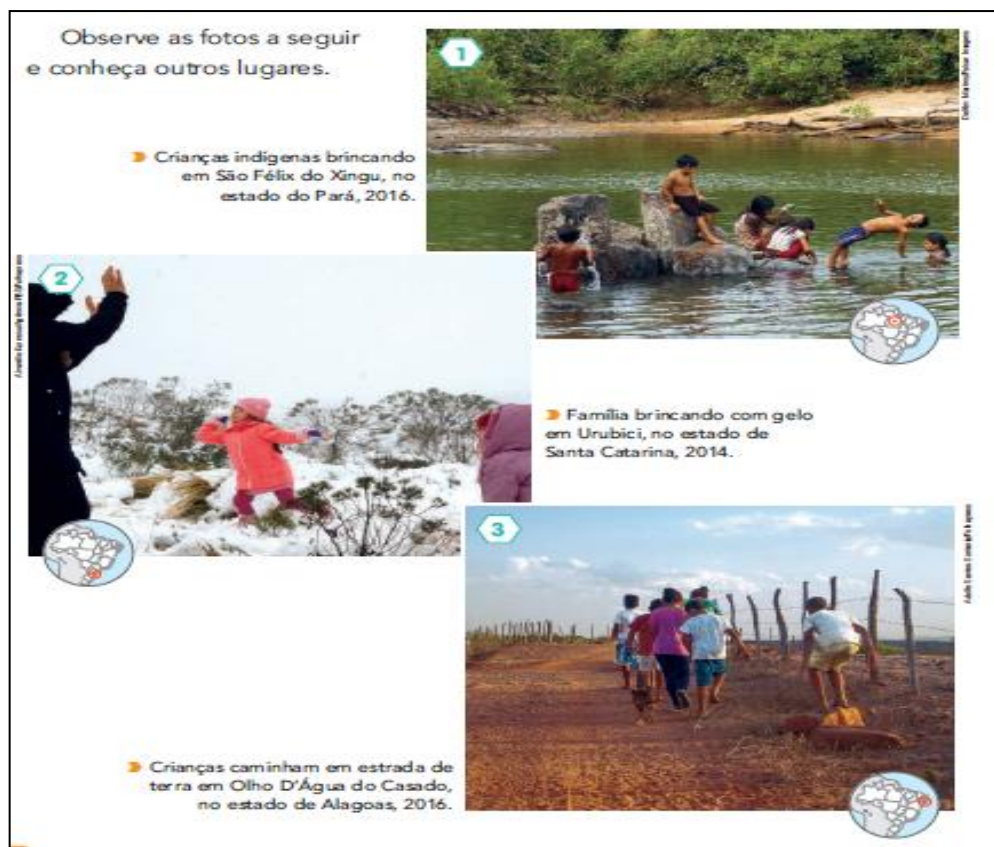 Observe as fotos a seguir
e conheça outros lugares.
1
Crianças indígenas brincando
em São Félix do Xingu, no
estado do Pará, 2016.
2
Família brincando com gelo
em Urubici, no estado de
Santa Catarina, 2014.
3
Crianças caminham em estrada de
terra em Olho D'Água do Casado,
no estado de Alagoas, 2016.